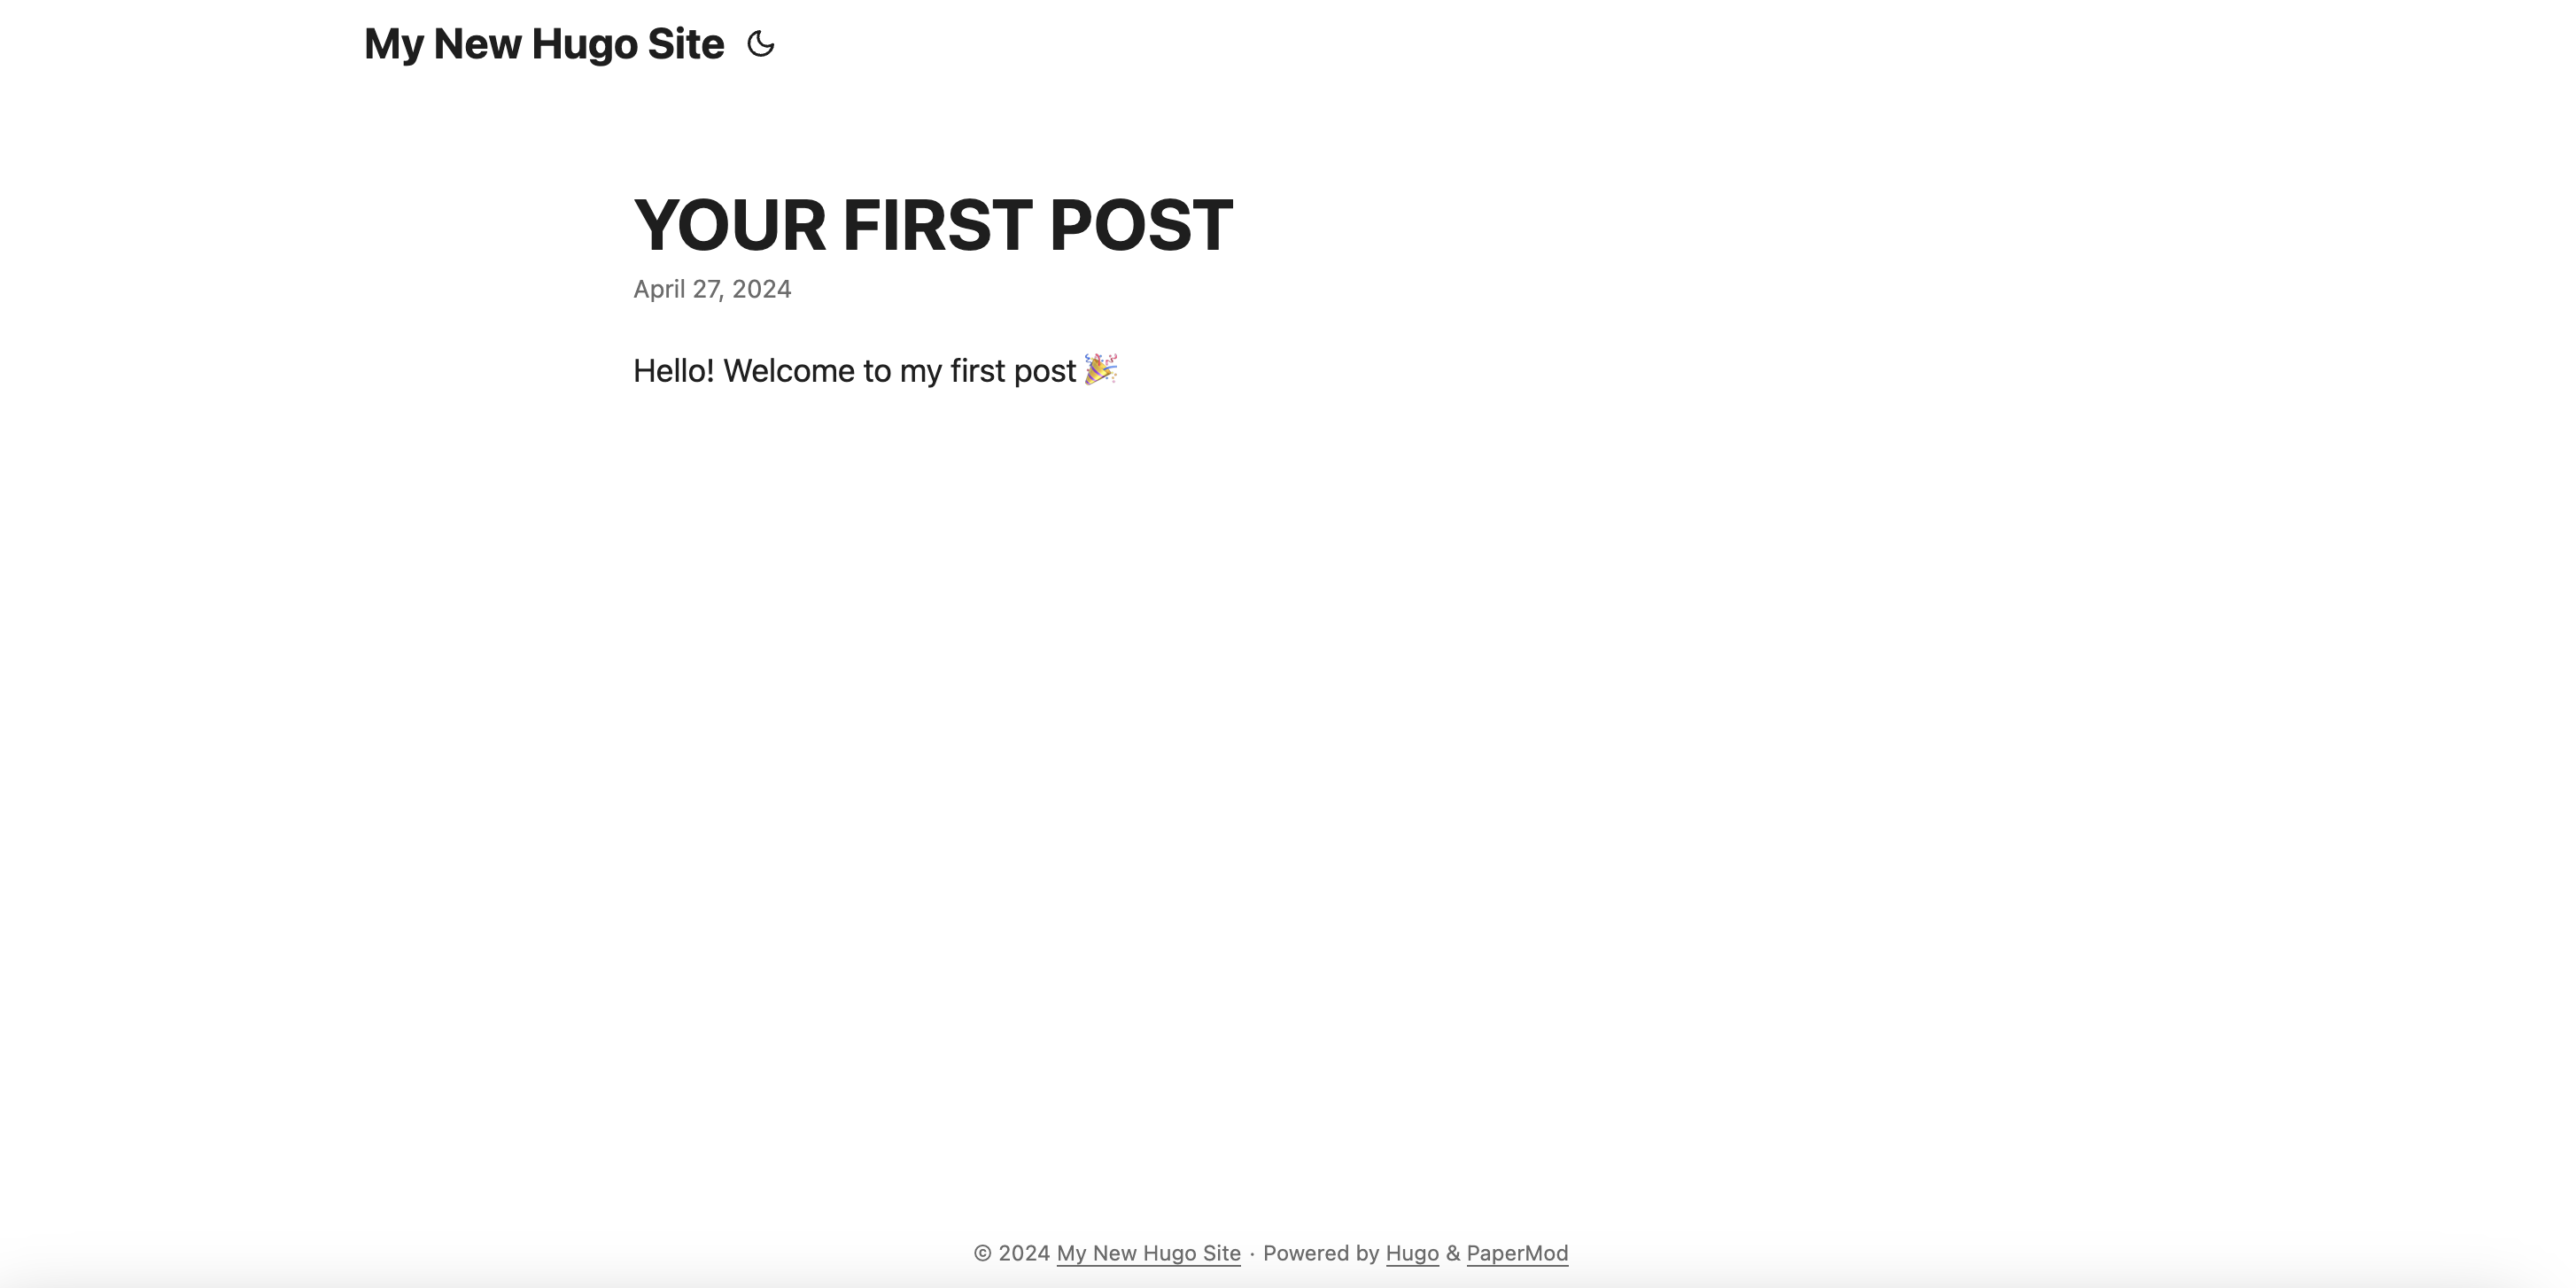 My New Hugo Site
YOUR FIRST POST
April 27, 2024
Hello! Welcome to my first post 🎉
© 2024 My New Hugo Site · Powered by Hugo & PaperMod